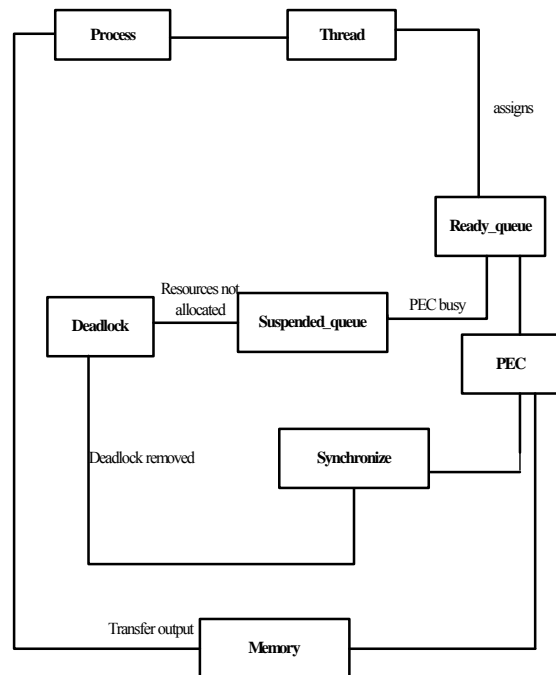 Process
Thread
assigns
Ready_queue
Resources not
allocated
Suspended_queue
PEC busy
Deadlock
PEC
Deadlock removed
Synchronize
Transfer output
Memory